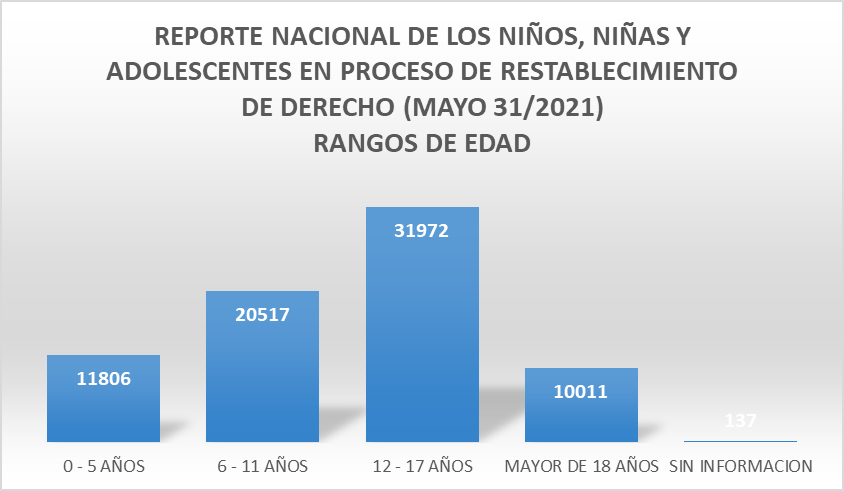 REPORTE NACIONAL DE LOS NIÑOS, NIÑAS Y
ADOLESCENTES EN PROCESO DE RESTABLECIMIENTO
DE DERECHO (MAYO 31/2021)
RANGOS DE EDAD
11806
20517
31972
10011
137
0 - 5 AÑOS
6 - 11 AÑOS
12 - 17 AÑOS
MAYOR DE 18 AÑOS
SIN INFORMACION